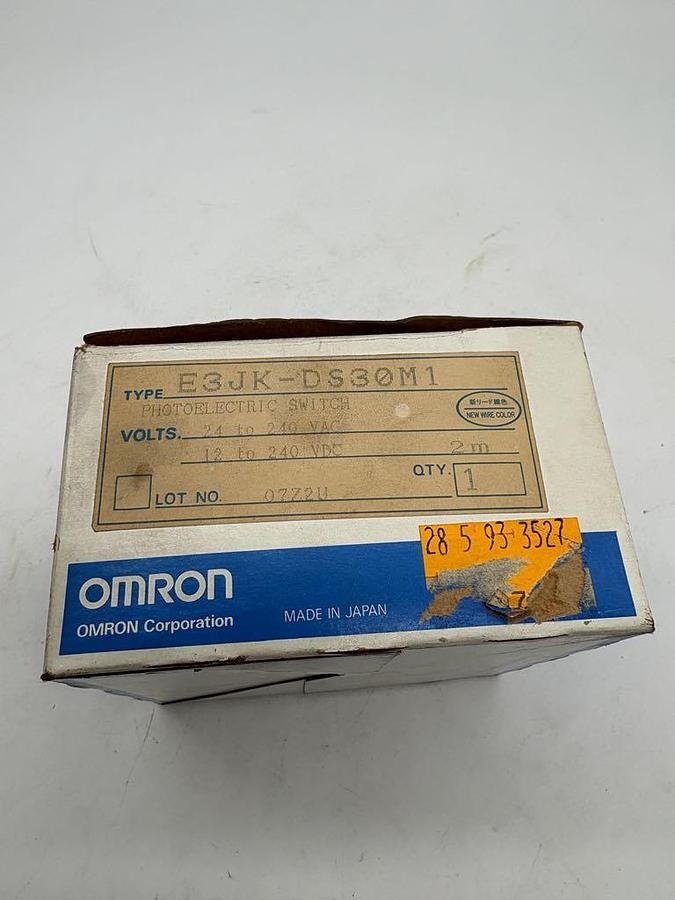 TYPE E3JK-DS30M1
PHOTOELECTRIC SWITCH
新リード線色
NEW WIRE COLOR
VOLTS. 24 to 240 VAC
12 to 240 VDC 2m
QTY. 1
LOT NO. 07Z2U
28 5 93-3527
7
OMRON
OMRON Corporation
MADE IN JAPAN